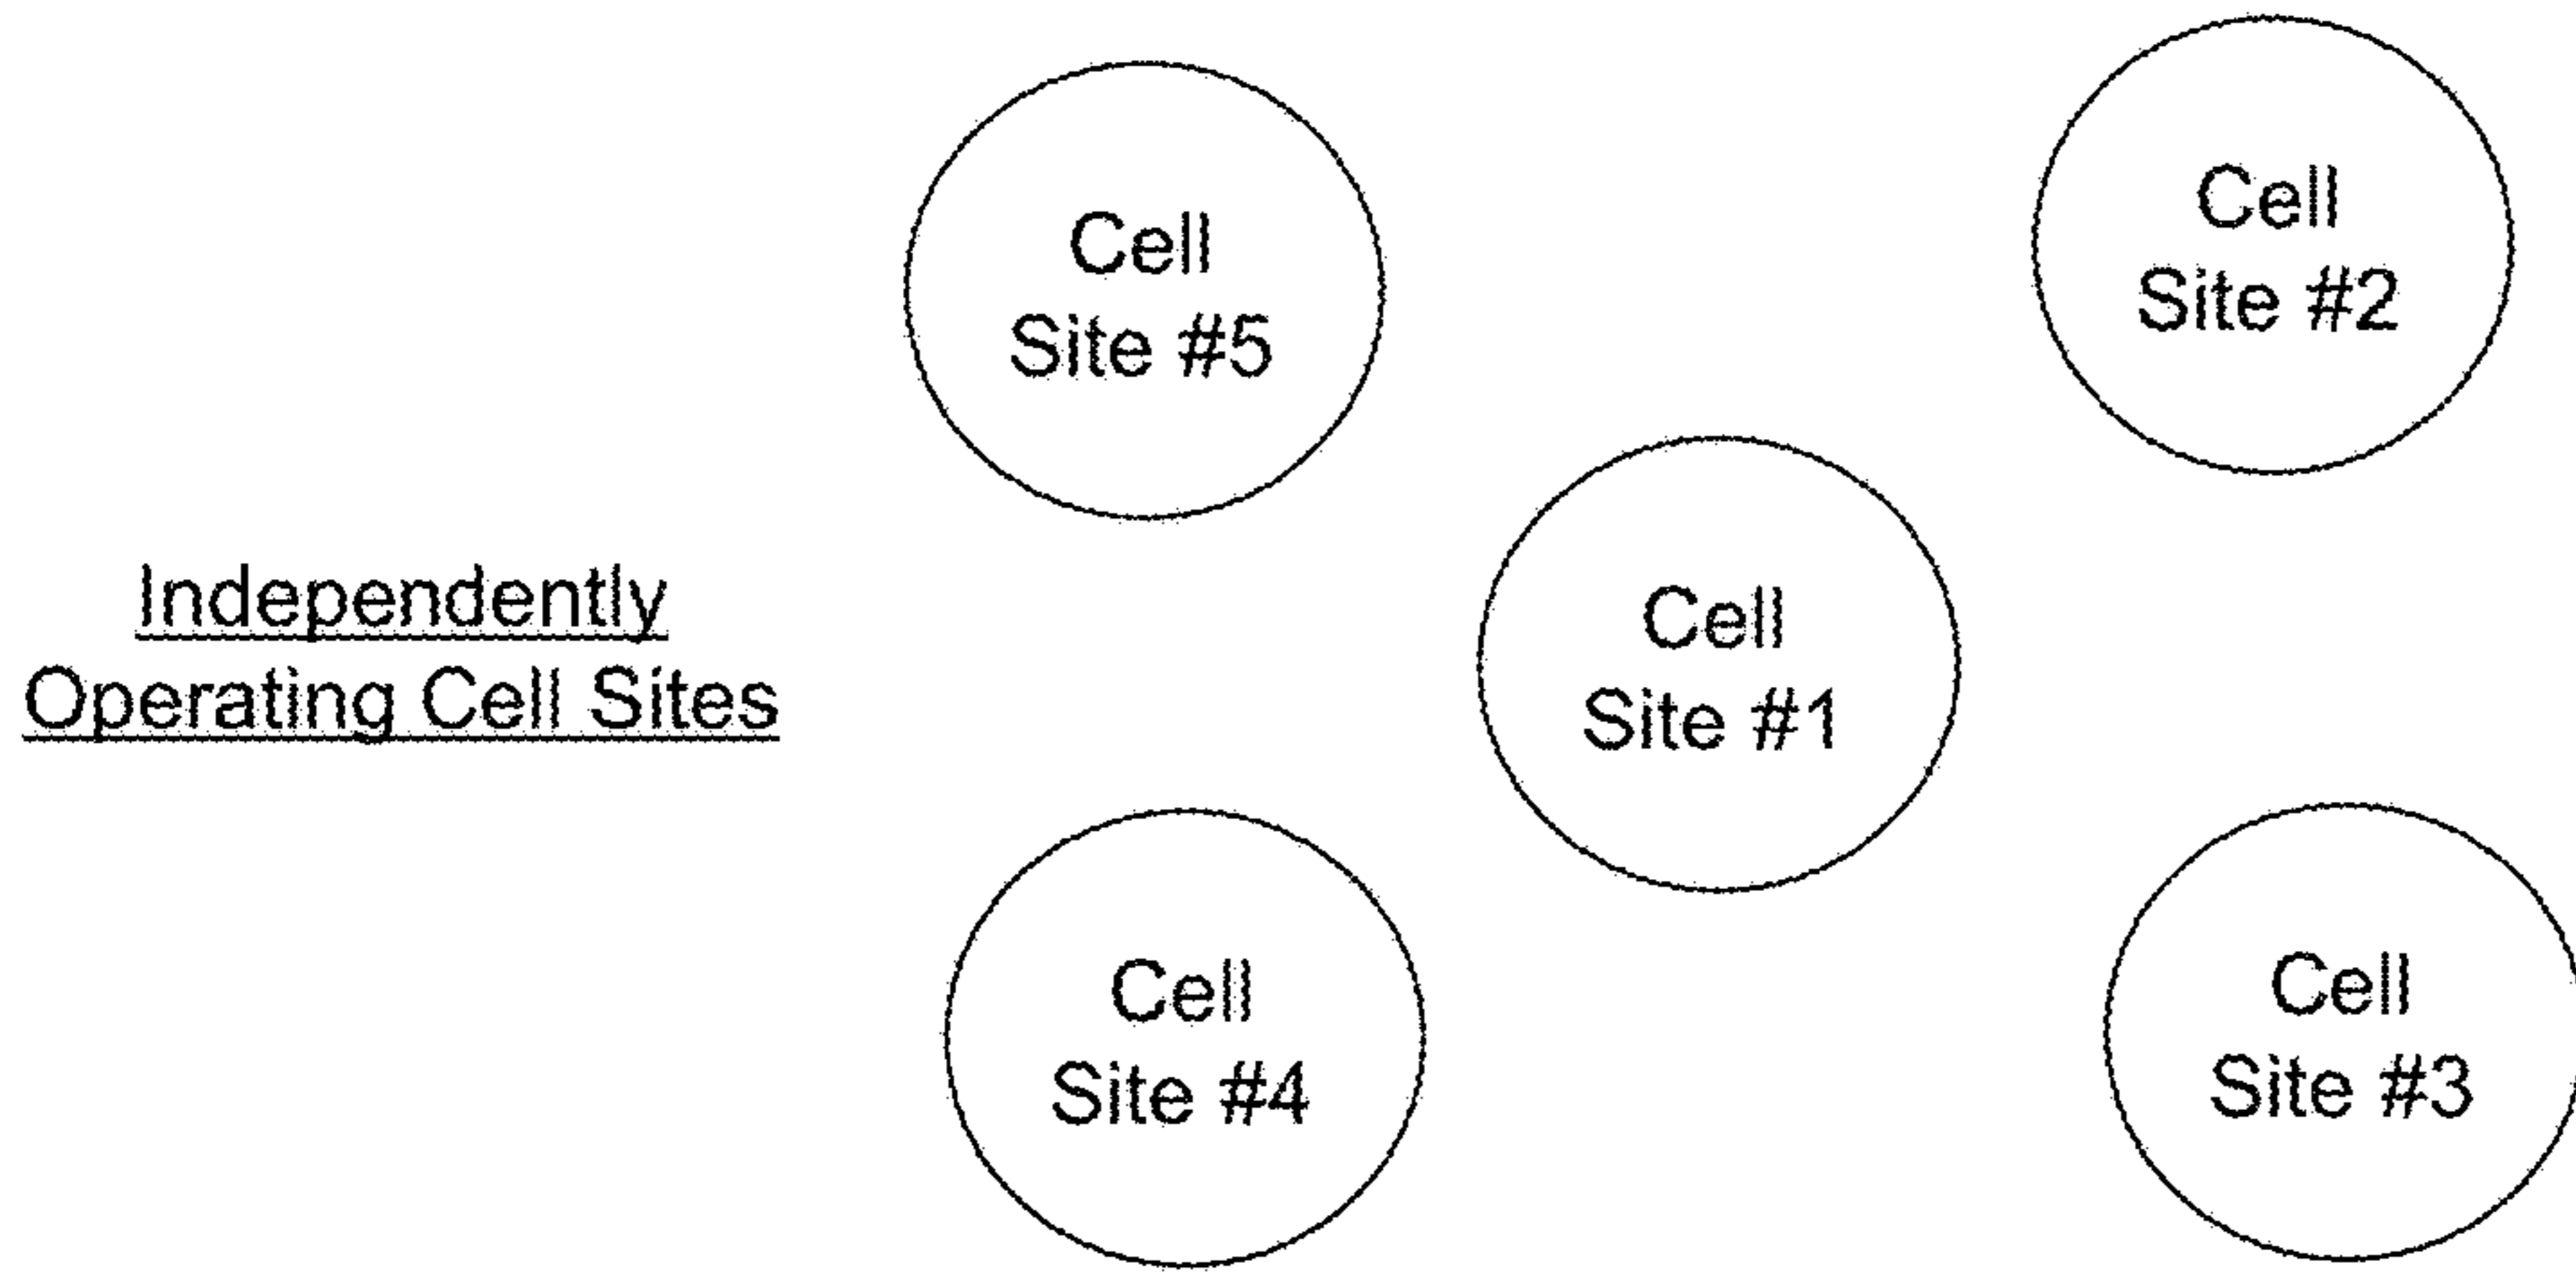 Cell
Site #5
Cell
Site #2
Independently
Operating Cell Sites
Cell
Site #1
Cell
Site #4
Cell
Site #3